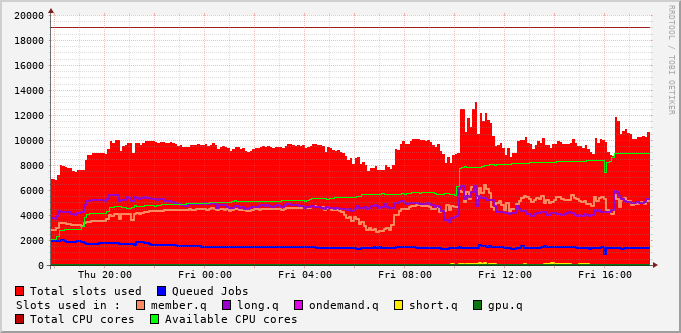 20000
18000
16000
14000
12000
10000
8000
6000
4000
2000
0
Thu 20:00 Fri 00:00 Fri 04:00 Fri 08:00 Fri 12:00 Fri 16:00
RRDTOOL / TOBI OETIKER
Total slots used Queued Jobs
Slots used in : member.q long.q ondemand.q short.q gpu.q
Total CPU cores Available CPU cores